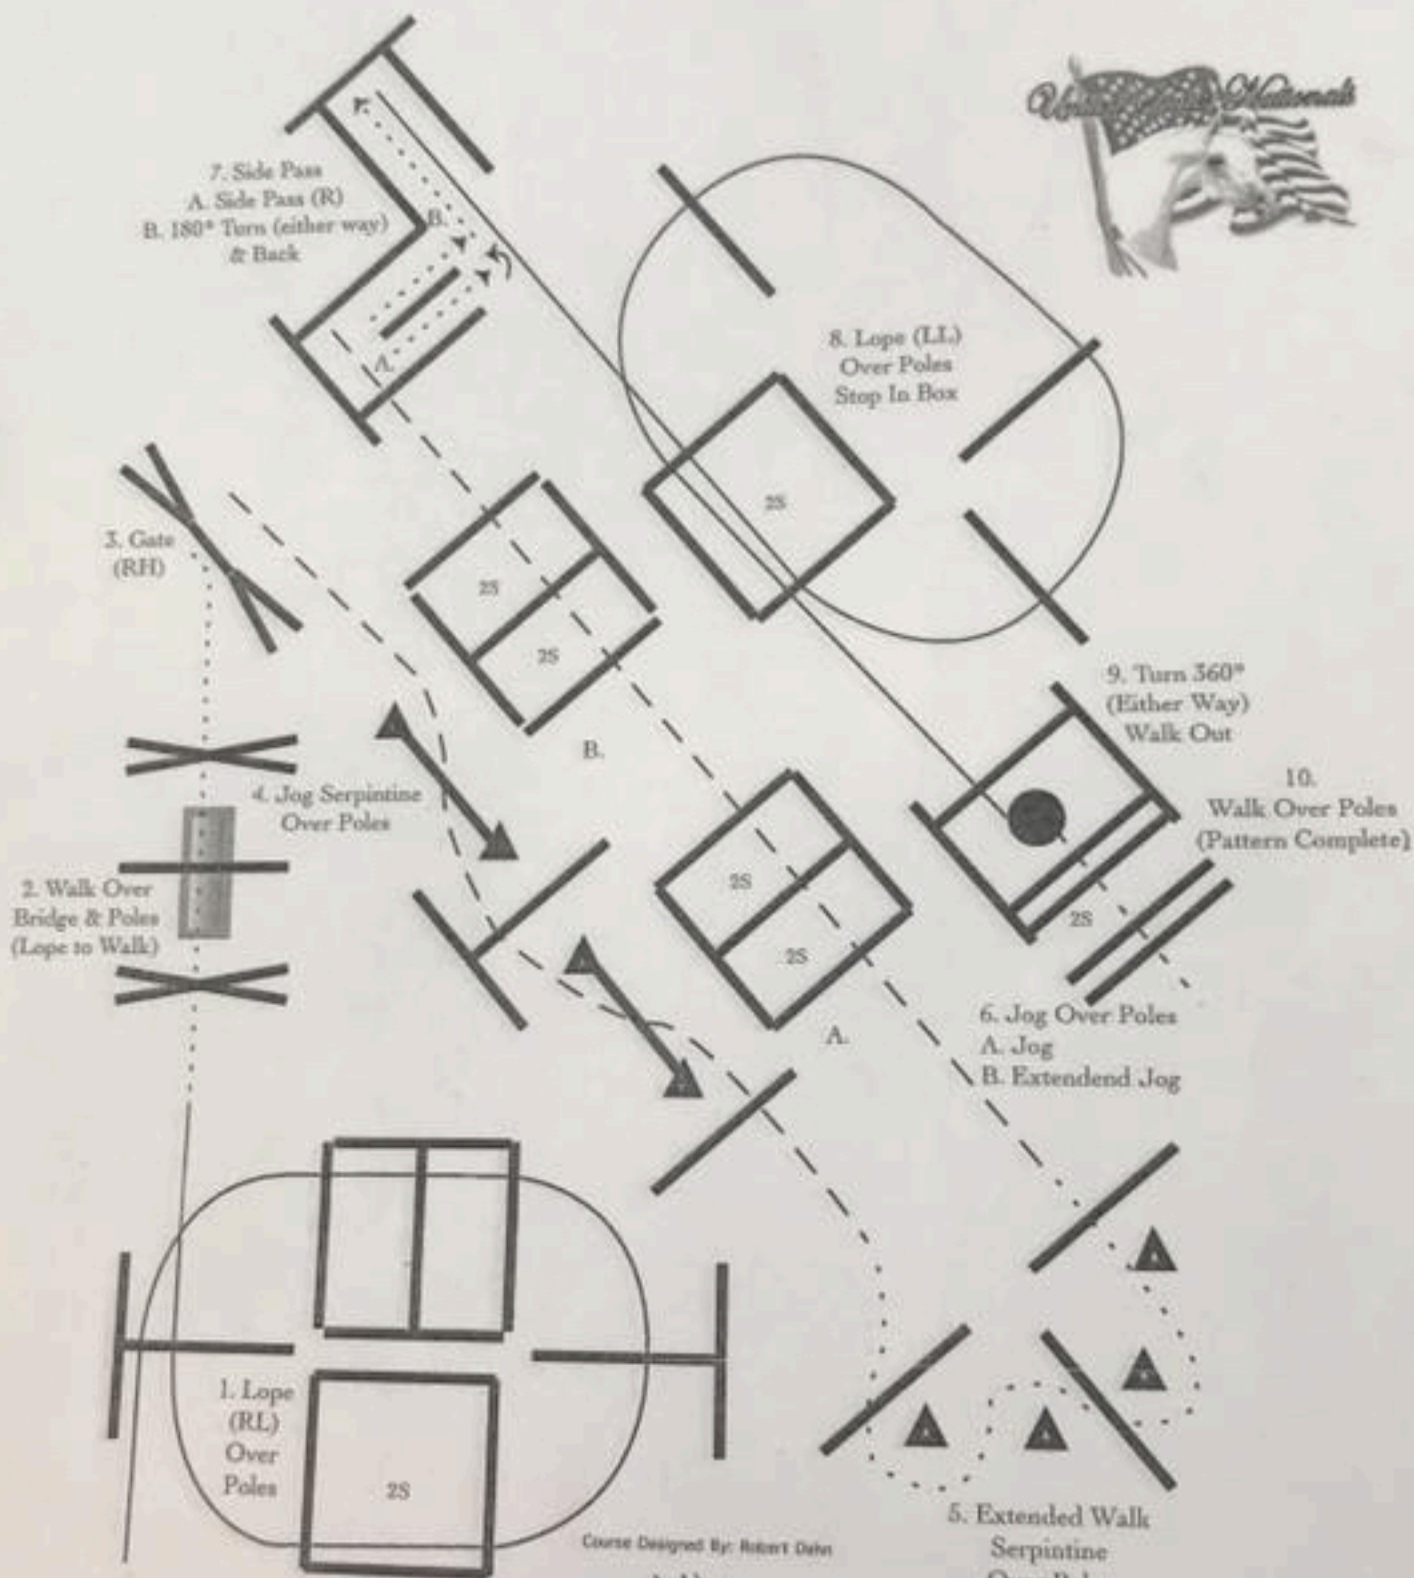 7. Side Pass
A. Side Pass (R)
B. 180° Turn (either way)
& Back
B.
A.
8. Lope (LL)
Over Poles
Stop In Box
2S
3. Gate
(RH)
2S
2S
B.
4. Jog Serpintine
Over Poles
2. Walk Over
Bridge & Poles
(Lope to Walk)
9. Turn 360°
(Either Way)
Walk Out
10.
Walk Over Poles
(Pattern Complete)
2S
2S
2S
A.
6. Jog Over Poles
A. Jog
B. Extendend Jog
1. Lope
(RL)
Over
Poles
2S
5. Extended Walk
Serpintine
Course Designed By: Robert Dehn
Nationals